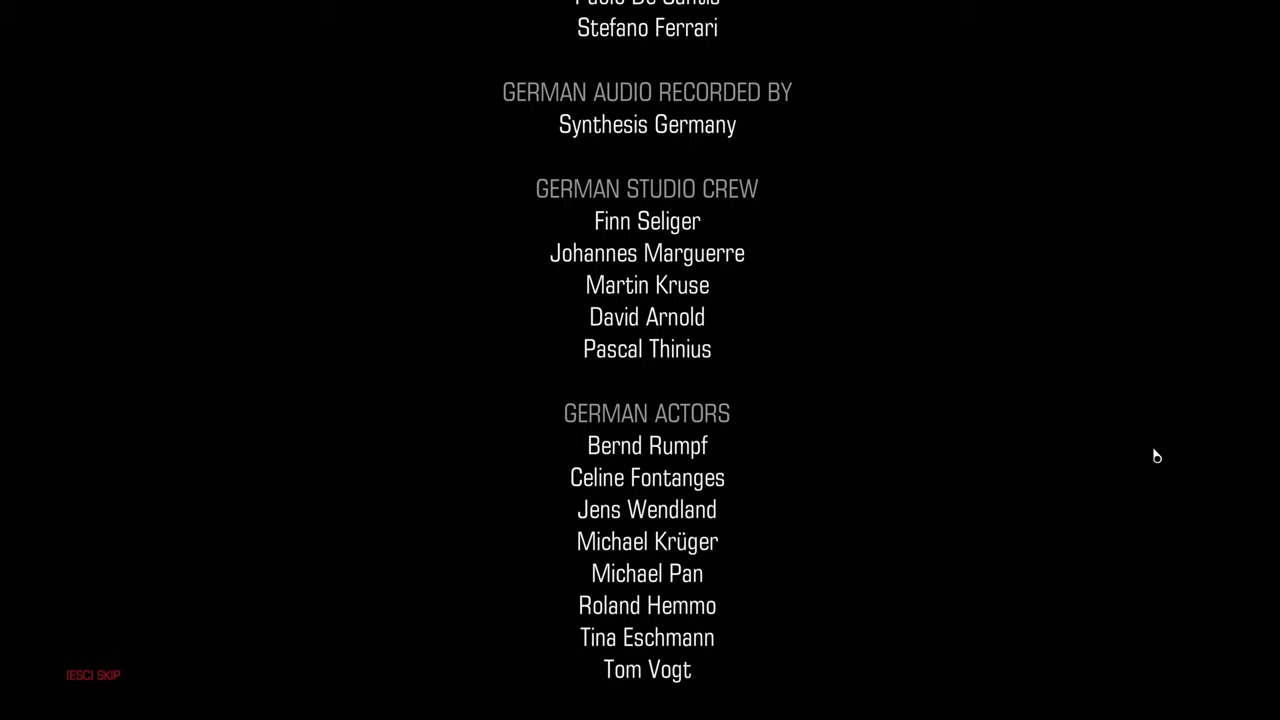 Stefano Ferrari
GERMAN AUDIO RECORDED BY
Synthesis Germany
GERMAN STUDIO CREW
Finn Seliger
Johannes Marguerre
Martin Kruse
David Arnold
Pascal Thinius
GERMAN ACTORS
Bernd Rumpf
Celine Fontanges
Jens Wendland
Michael Krüger
Michael Pan
Roland Hemmo
Tina Eschmann
Tom Vogt
[ESC] SKIP